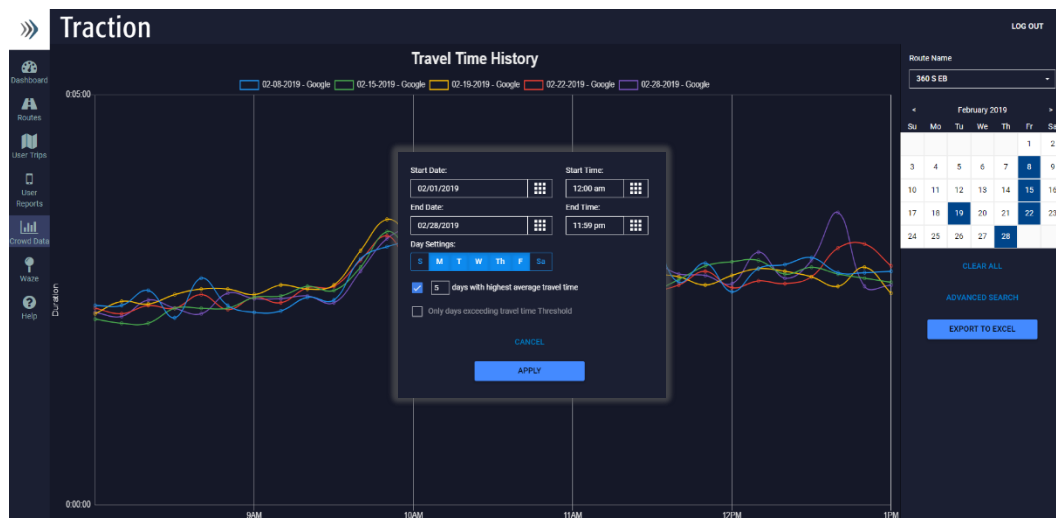 Traction
LOG OUT
Dashboard
Routes
User Trips
User
Reports
Crowd Data
Waze
Help
Travel Time History
02-08-2019 - Google 02-15-2019 - Google 02-19-2019 - Google 02-22-2019 - Google 02-28-2019 - Google
0:05:00
Duration
0:00:00
9AM 10AM 11AM 12PM 1PM
Start Date: Start Time:
02/01/2019 12:00 am
End Date: End Time:
02/28/2019 11:59 pm
Day Settings:
S M T W Th F Sa
5 days with highest average travel time
Only days exceeding travel time Threshold
CANCEL
APPLY
Route Name
360 S EB
« February 2019 »
Su Mo Tu We Th Fr Sa
1 2
3 4 5 6 7 8 9
10 11 12 13 14 15 16
17 18 19 20 21 22 23
24 25 26 27 28
CLEAR ALL
ADVANCED SEARCH
EXPORT TO EXCEL